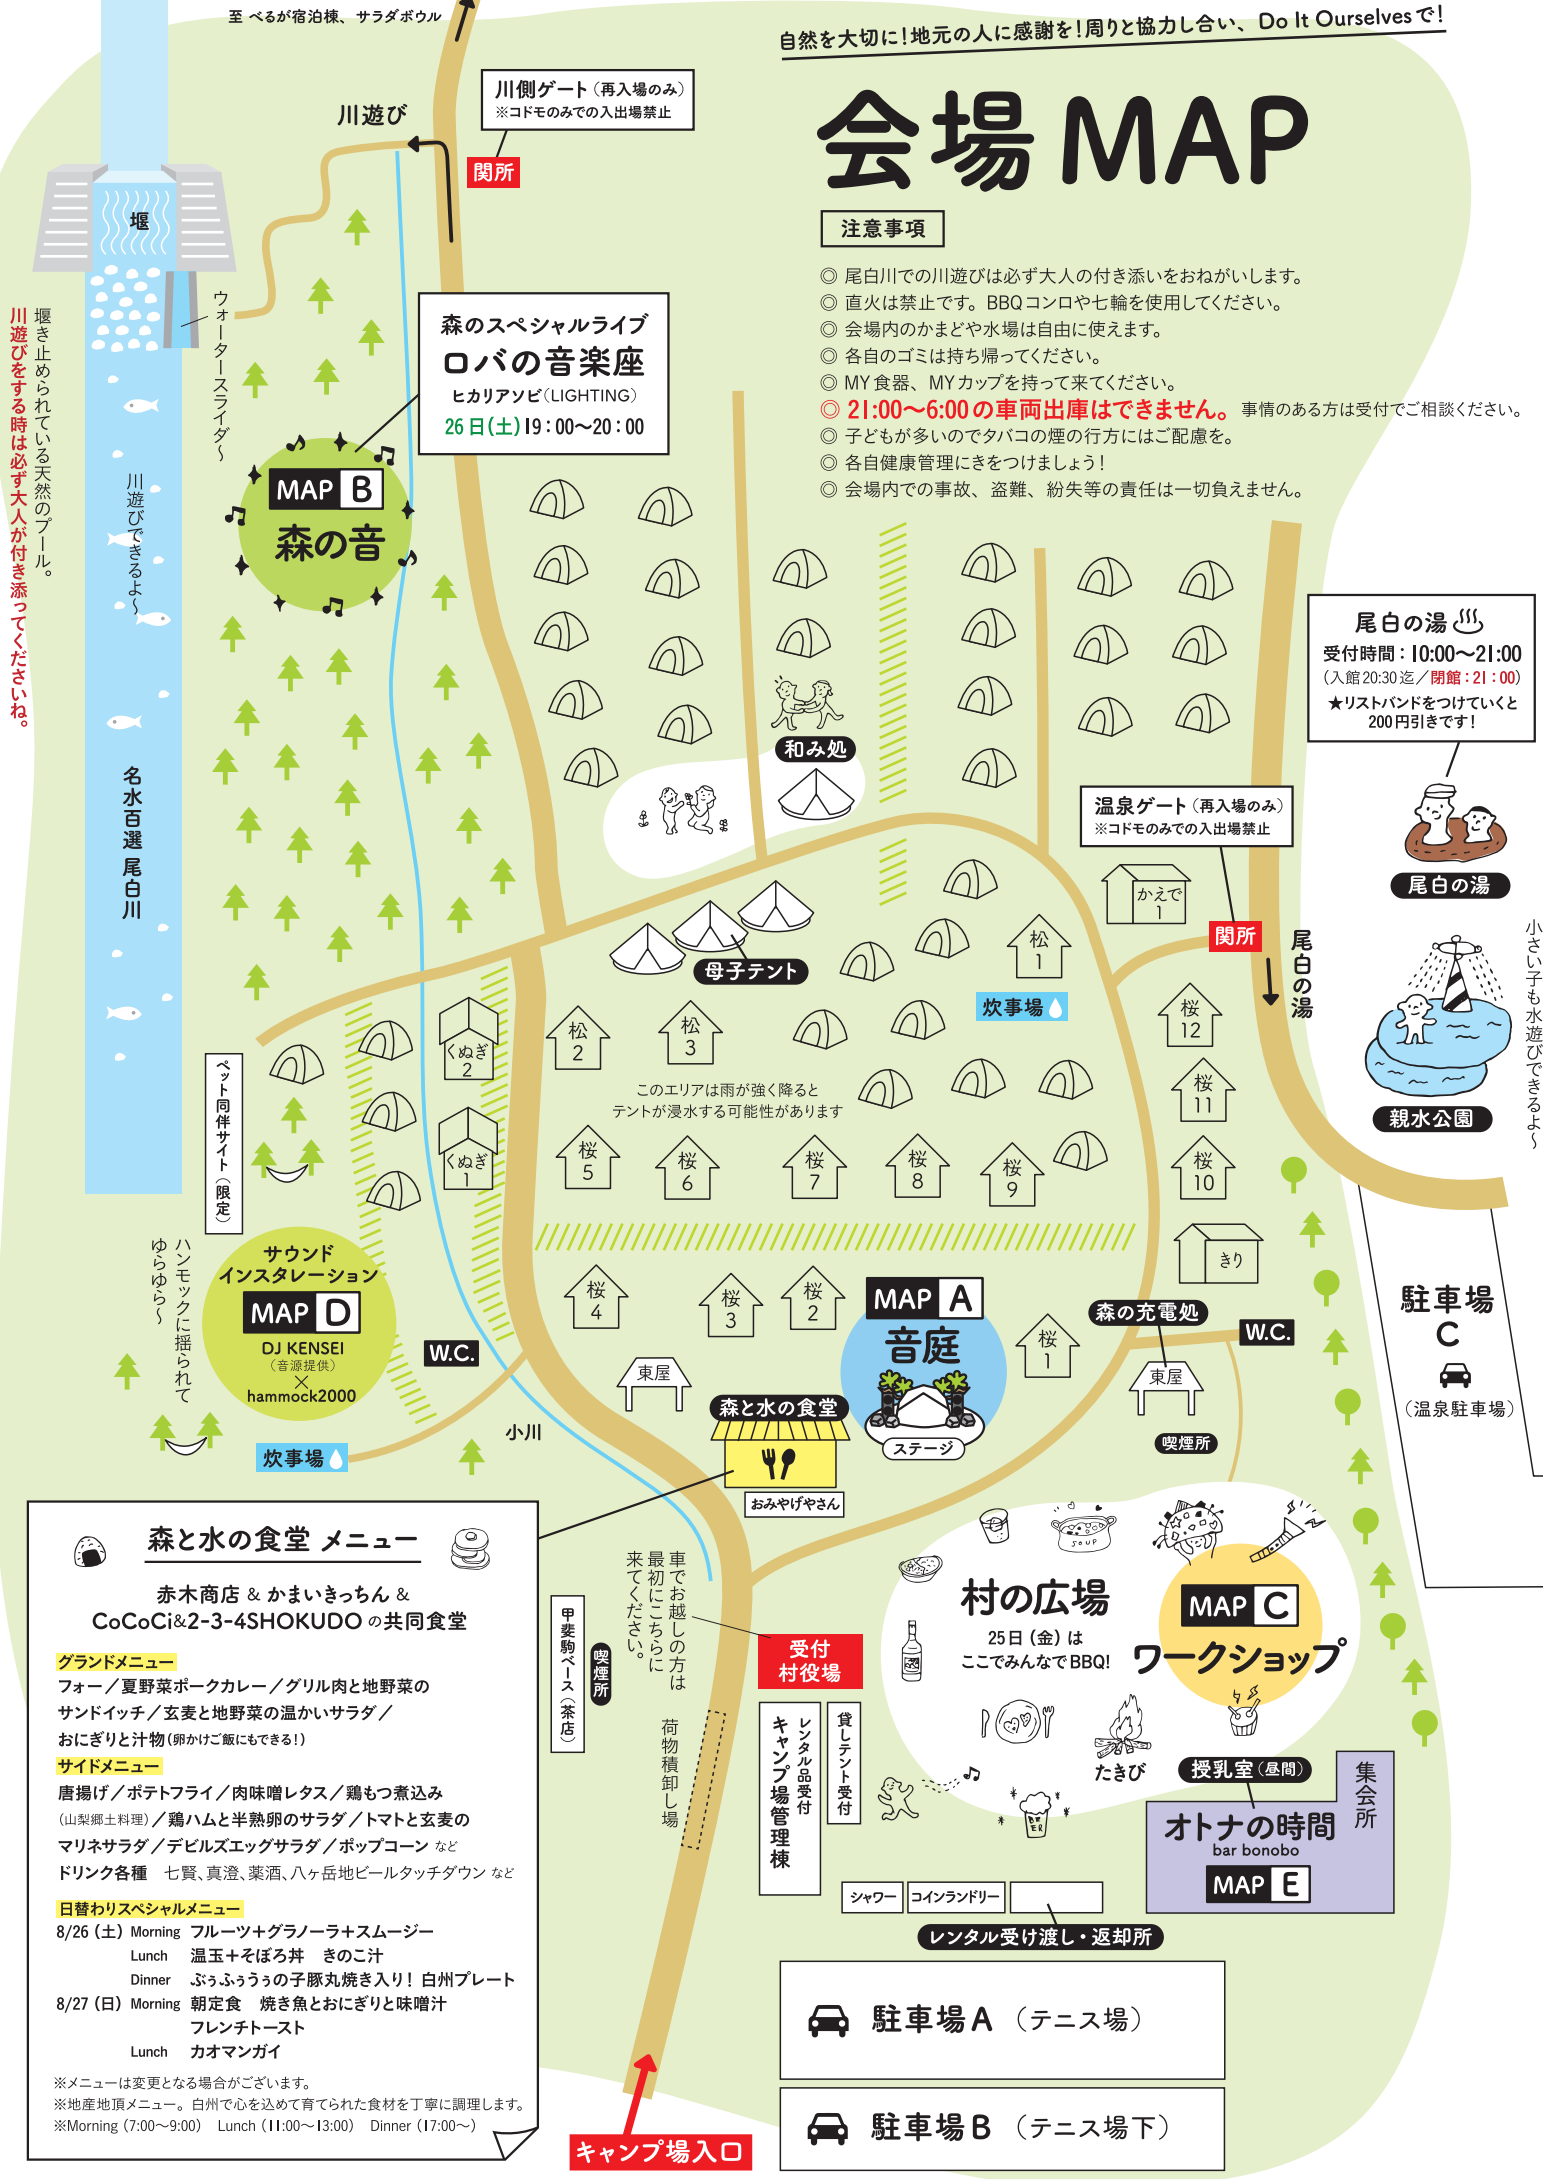 至 べるが宿泊棟、サラダボウル
自然を大切に!地元の人に感謝を!周りと協力し合い、Do It Ourselvesで!
会場 MAP
川遊び
川側ゲート(再入場のみ)
※コドモのみでの入出場禁止
関所
注意事項
◎ 尾白川での川遊びは必ず大人の付き添いをおねがいします。
◎ 直火は禁止です。BBQコンロや七輪を使用してください。
◎ 会場内のかまどや水場は自由に使えます。
◎ 各自のゴミは持ち帰ってください。
◎ MY食器、MYカップを持って来てください。
◎ 21:00〜6:00の車両出庫はできません。 事情のある方は受付でご相談ください。
◎ 子どもが多いのでタバコの煙の行方にはご配慮を。
◎ 各自健康管理にきをつけましょう!
◎ 会場内での事故、盗難、紛失等の責任は一切負えません。
堰
ウォータースライダ〜
堰き止められている天然のプール。
川遊びをする時は必ず大人が付き添ってくださいね。
川遊びできるよ〜
名水百選 尾白川
森のスペシャルライブ
ロバの音楽座
ヒカリアソビ(LIGHTING)
26日(土)19:00〜20:00
MAP B
森の音
和み処
尾白の湯
受付時間:10:00〜21:00
(入館20:30迄/閉館:21:00)
★リストバンドをつけていくと
200円引きです!
尾白の湯
温泉ゲート(再入場のみ)
※コドモのみでの入出場禁止
かえで
1
関所
尾白の湯
小さい子も水遊びできるよ〜
親水公園
母子テント
松
1
炊事場
松
2
松
3
くぬぎ
2
くぬぎ
1
桜
12
桜
11
桜
10
このエリアは雨が強く降ると
テントが浸水する可能性があります
桜
5
桜
6
桜
7
桜
8
桜
9
きり
ペット同伴サイト(限定)
ハンモックに揺られて
ゆらゆら〜
サウンド
インスタレーション
MAP D
DJ KENSEI
(音源提供)
×
hammock2000
W.C.
炊事場
小川
桜
4
桜
3
桜
2
桜
1
東屋
MAP A
音庭
ステージ
森の充電処
東屋
W.C.
喫煙所
森と水の食堂
おみやげやさん
駐車場
C
(温泉駐車場)
森と水の食堂 メニュー
赤木商店 & かまいきっちん &
CoCoCi&2-3-4SHOKUDO の共同食堂
グランドメニュー
フォー/夏野菜ポークカレー/グリル肉と地野菜の
サンドイッチ/玄麦と地野菜の温かいサラダ/
おにぎりと汁物(卵かけご飯にもできる!)
サイドメニュー
唐揚げ/ポテトフライ/肉味噌レタス/鶏もつ煮込み
(山梨郷土料理)/鶏ハムと半熟卵のサラダ/トマトと玄麦の
マリネサラダ/デビルズエッグサラダ/ポップコーン など
ドリンク各種 七賢、真澄、薬酒、八ヶ岳地ビールタッチダウン など
日替わりスペシャルメニュー
8/26(土) Morning フルーツ+グラノーラ+スムージー
Lunch 温玉+そぼろ丼 きのこ汁
Dinner ぶぅふぅうぅの子豚丸焼き入り! 白州プレート
8/27(日) Morning 朝定食 焼き魚とおにぎりと味噌汁
フレンチトースト
Lunch カオマンガイ
※メニューは変更となる場合がございます。
※地産地頂メニュー。白州で心を込めて育てられた食材を丁寧に調理します。
※Morning(7:00〜9:00) Lunch(11:00〜13:00) Dinner(17:00〜)
車でお越しの方は
最初にこちらに
来てください。
甲斐駒ベース(茶店)
喫煙所
荷物積卸し場
受付
村役場
レンタル品受付
キャンプ場管理棟
貸しテント受付
SOUP
村の広場
25日(金)は
ここでみんなでBBQ!
MAP C
ワークショップ
たきび
BEER
授乳室(昼間)
集会所
オトナの時間
bar bonobo
MAP E
シャワー
コインランドリー
レンタル受け渡し・返却所
駐車場A(テニス場)
駐車場B(テニス場下)
キャンプ場入口